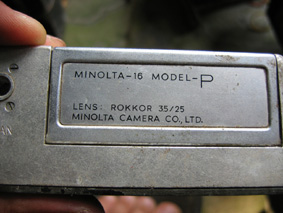 MINOLTA-16 MODEL-P
LENS: ROKKOR 35/25
MINOLTA CAMERA CO., LTD.